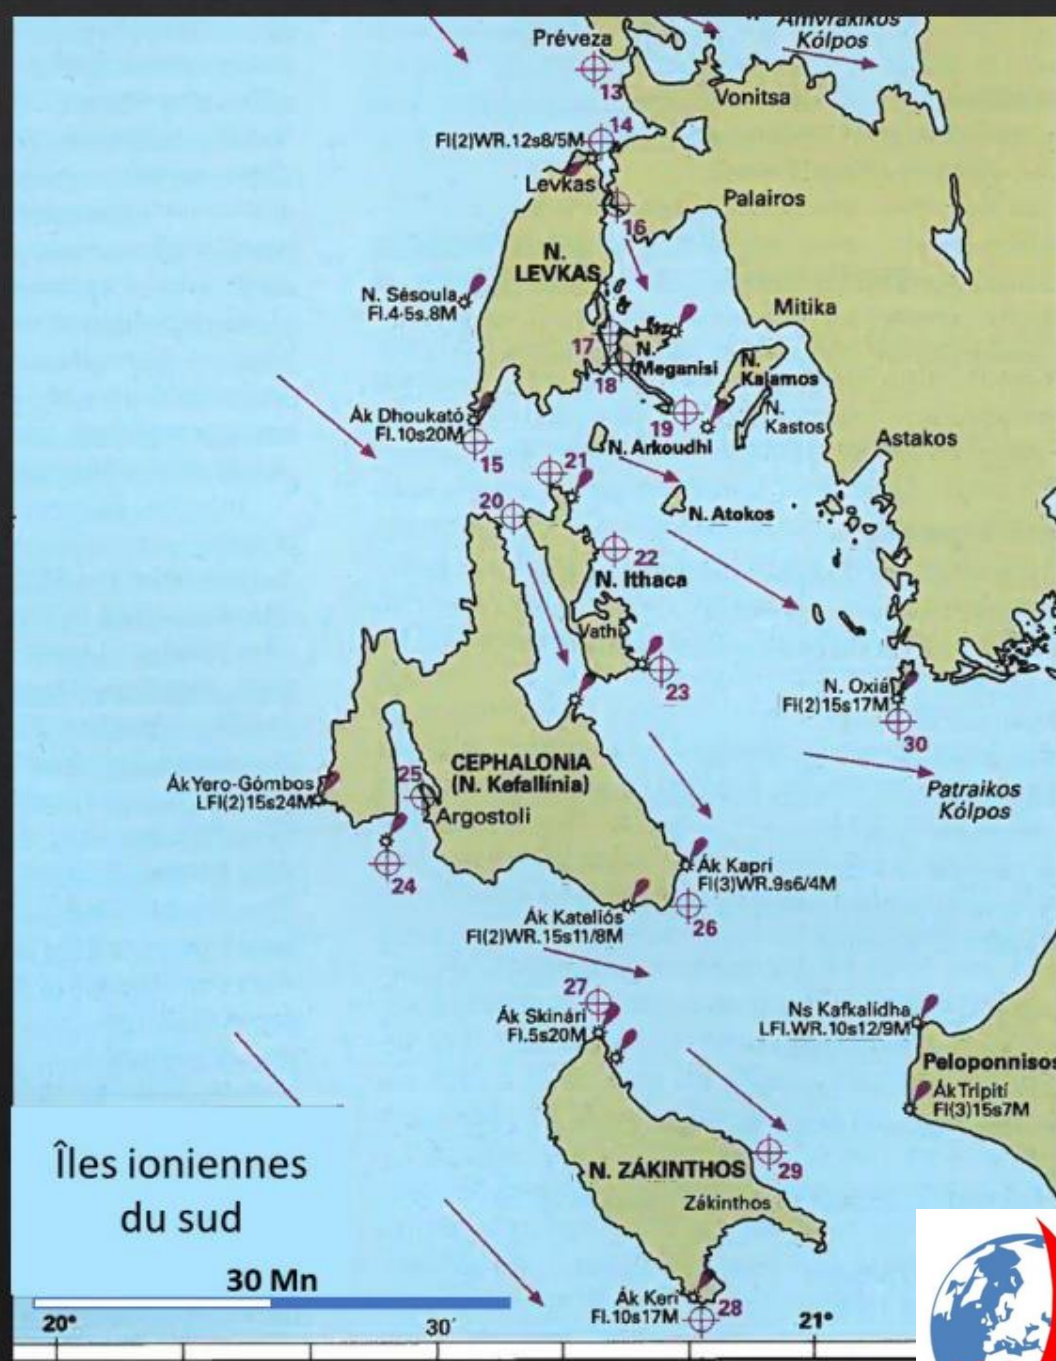 Amvrakikos
Kólpos
Préveza
13
Vonitsa
14
Fl(2)WR.12s8/5M
Levkas
Palairos
16
N.
LEVKAS
N. Sésoula
Fl.4·5s.8M
Mitika
17
N.
Meganisi
18
N.
Kalamos
Ák Dhoukató
Fl.10s20M
19
N.
Kastos
15
N. Arkoudhi
Astakos
21
20
N. Atokos
22
N. Ithaca
Vathi
23
N. Oxiá
Fl(2)15s17M
30
CEPHALONIA
(N. Kefallínia)
Ák Yero-Gómbos
LFl(2)15s24M
25
Argostoli
Patraikos
Kólpos
24
Ák Kapri
Fl(3)WR.9s6/4M
Ák Kateliós
Fl(2)WR.15s11/8M
26
27
Ák Skinári
Fl.5s20M
Ns Kafkalídha
LFl.WR.10s12/9M
Peloponnisos
Ák Tripití
Fl(3)15s7M
Îles ioniennes
du sud
N. ZÁKINTHOS
29
Zákinthos
30 Mn
Ák Keri
Fl.10s17M
28
20°
30′
21°